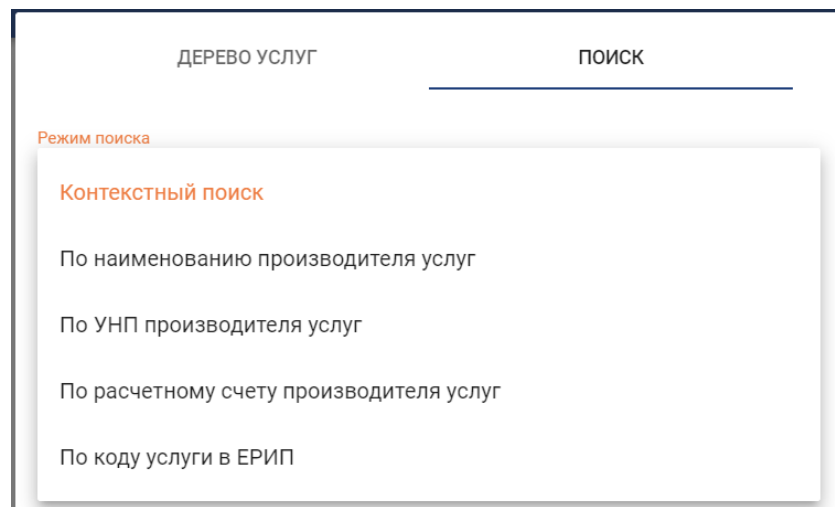 ДЕРЕВО УСЛУГ
ПОИСК
Режим поиска
Контекстный поиск
По наименованию производителя услуг
По УНП производителя услуг
По расчетному счету производителя услуг
По коду услуги в ЕРИП